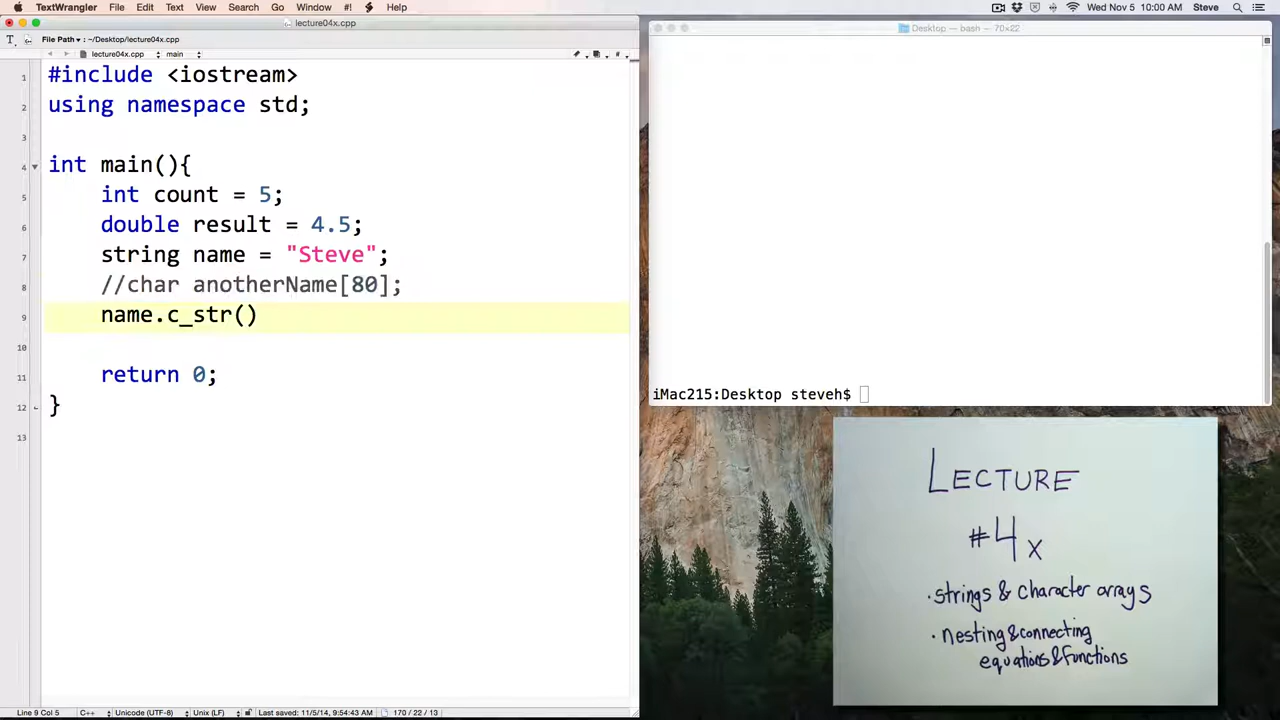 TextWrangler File Edit Text View Search Go Window #! Help
Wed Nov 5 10:00 AM Steve
lecture04x.cpp
File Path ▾ : ~/Desktop/lecture04x.cpp
lecture04x.cpp main
1 #include <iostream>
2 using namespace std;
3
4 int main(){
5 int count = 5;
6 double result = 4.5;
7 string name = "Steve";
8 //char anotherName[80];
9 name.c_str()
10
11 return 0;
12 }
13
Line 9 Col 5 C++ Unicode (UTF-8) Unix (LF) Last saved: 11/5/14, 9:54:43 AM 170 / 22 / 13
Desktop — bash — 70×22
iMac215:Desktop steveh$
LECTURE
#4x
· strings & character arrays
· nesting & connecting
equations & functions